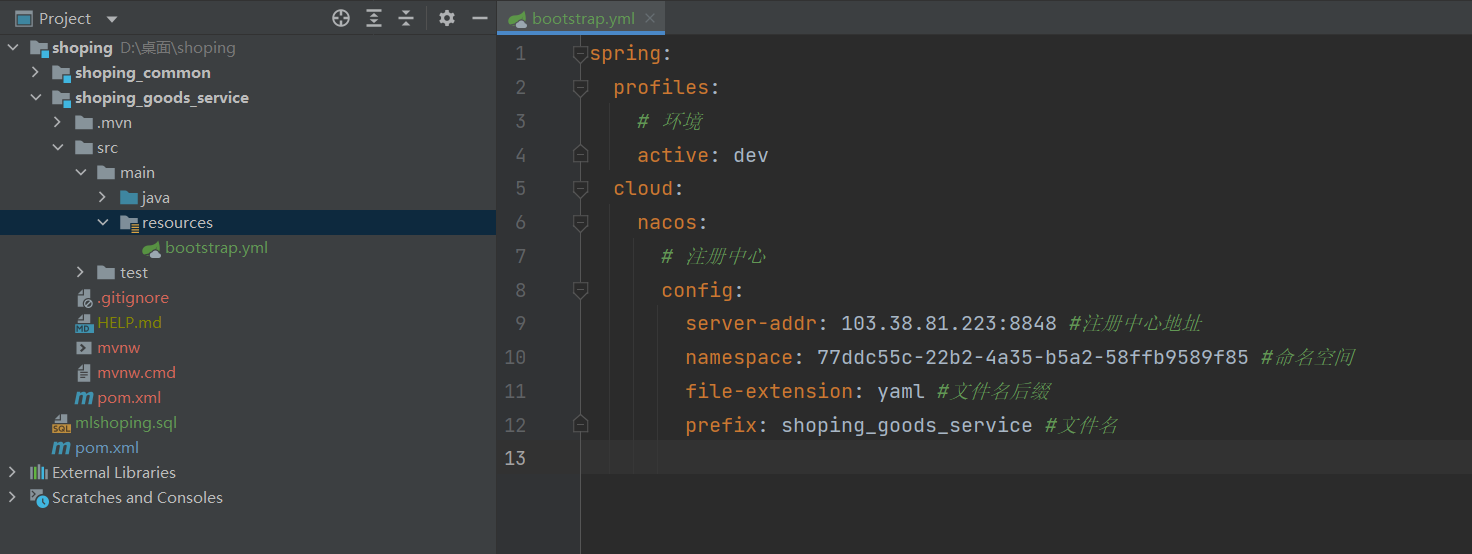 Project
shoping D:\桌面\shoping
shoping_common
shoping_goods_service
.mvn
src
main
java
resources
bootstrap.yml
test
.gitignore
HELP.md
mvnw
mvnw.cmd
pom.xml
mlshoping.sql
pom.xml
External Libraries
Scratches and Consoles
bootstrap.yml
1 spring:
2 profiles:
3 # 环境
4 active: dev
5 cloud:
6 nacos:
7 # 注册中心
8 config:
9 server-addr: 103.38.81.223:8848 #注册中心地址
10 namespace: 77ddc55c-22b2-4a35-b5a2-58ffb9589f85 #命名空间
11 file-extension: yaml #文件名后缀
12 prefix: shoping_goods_service #文件名
13